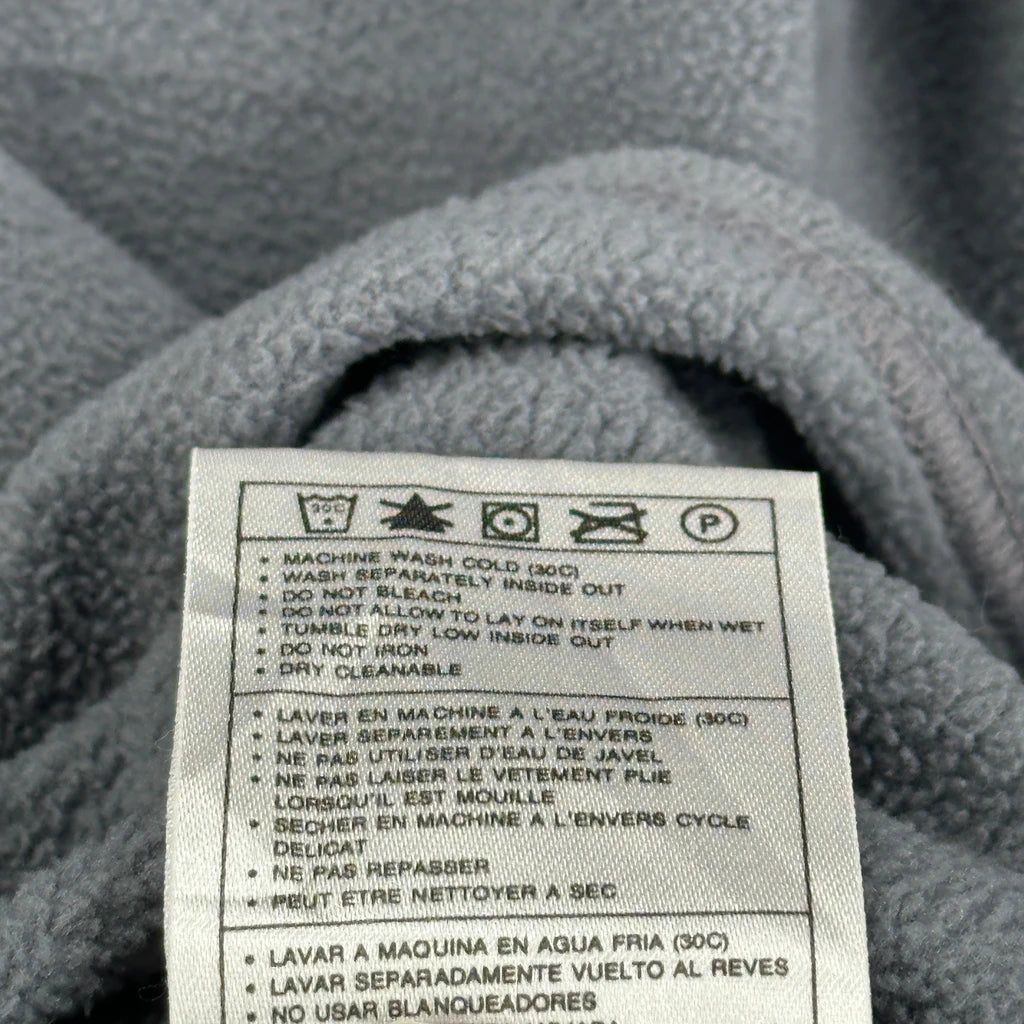 30C
P
• MACHINE WASH COLD (30C)
• WASH SEPARATELY INSIDE OUT
• DO NOT BLEACH
• DO NOT ALLOW TO LAY ON ITSELF WHEN WET
• TUMBLE DRY LOW INSIDE OUT
• DO NOT IRON
• DRY CLEANABLE
• LAVER EN MACHINE A L'EAU FROIDE (30C)
• LAVER SEPAREMENT A L'ENVERS
• NE PAS UTILISER D'EAU DE JAVEL
• NE PAS LAISER LE VETEMENT PLIE
LORSQU'IL EST MOUILLE
• SECHER EN MACHINE A L'ENVERS CYCLE
DELICAT
• NE PAS REPASSER
• PEUT ETRE NETTOYER A SEC
• LAVAR A MAQUINA EN AGUA FRIA (30C)
• LAVAR SEPARADAMENTE VUELTO AL REVES
• NO USAR BLANQUEADORES